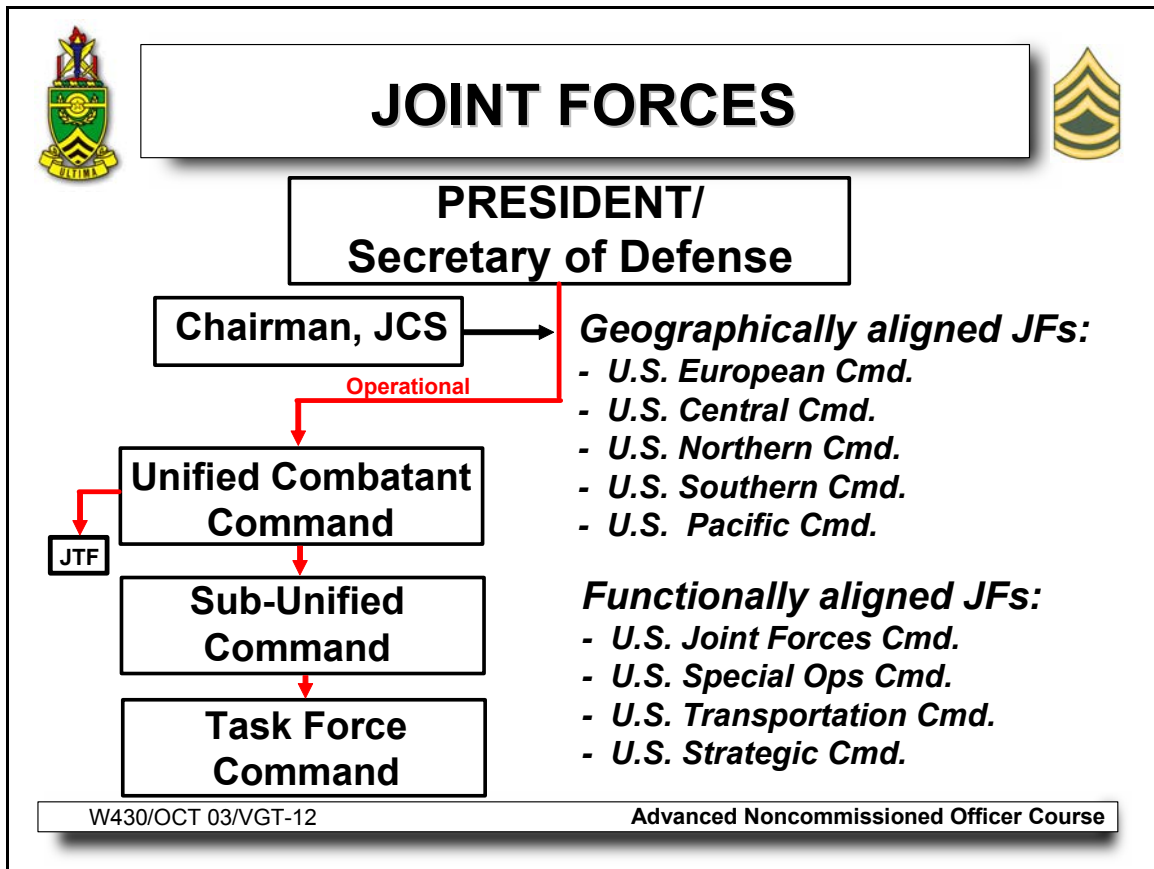 JOINT FORCES
ULTIMA
PRESIDENT/
Secretary of Defense
Chairman, JCS
Operational
Unified Combatant
Command
JTF
Sub-Unified
Command
Task Force
Command
Geographically aligned JFs:
- U.S. European Cmd.
- U.S. Central Cmd.
- U.S. Northern Cmd.
- U.S. Southern Cmd.
- U.S. Pacific Cmd.
Functionally aligned JFs:
- U.S. Joint Forces Cmd.
- U.S. Special Ops Cmd.
- U.S. Transportation Cmd.
- U.S. Strategic Cmd.
W430/OCT 03/VGT-12
Advanced Noncommissioned Officer Course